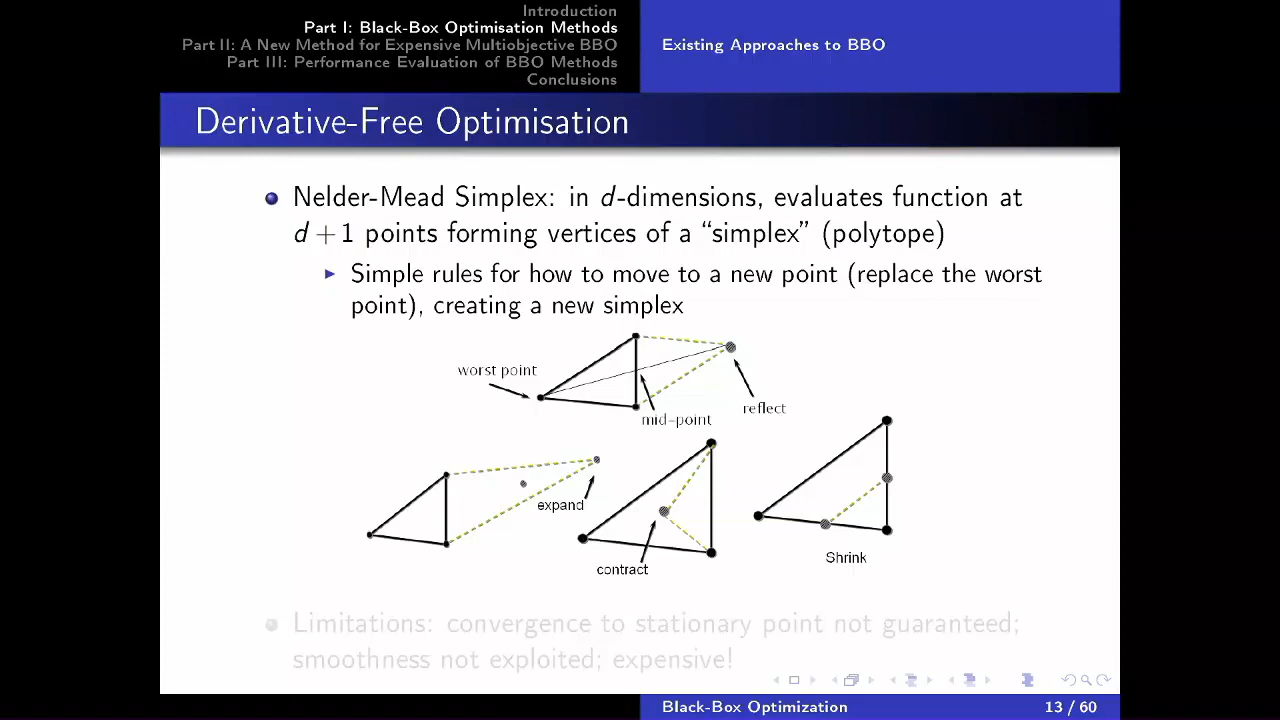 Introduction
Part I: Black-Box Optimisation Methods
Part II: A New Method for Expensive Multiobjective BBO
Part III: Performance Evaluation of BBO Methods
Conclusions
Existing Approaches to BBO
Derivative-Free Optimisation
Nelder-Mead Simplex: in d-dimensions, evaluates function at
d + 1 points forming vertices of a “simplex” (polytope)
Simple rules for how to move to a new point (replace the worst
point), creating a new simplex
worst point
mid-point
reflect
expand
contract
Shrink
Limitations: convergence to stationary point not guaranteed;
smoothness not exploited; expensive!
Black-Box Optimization
13 / 60